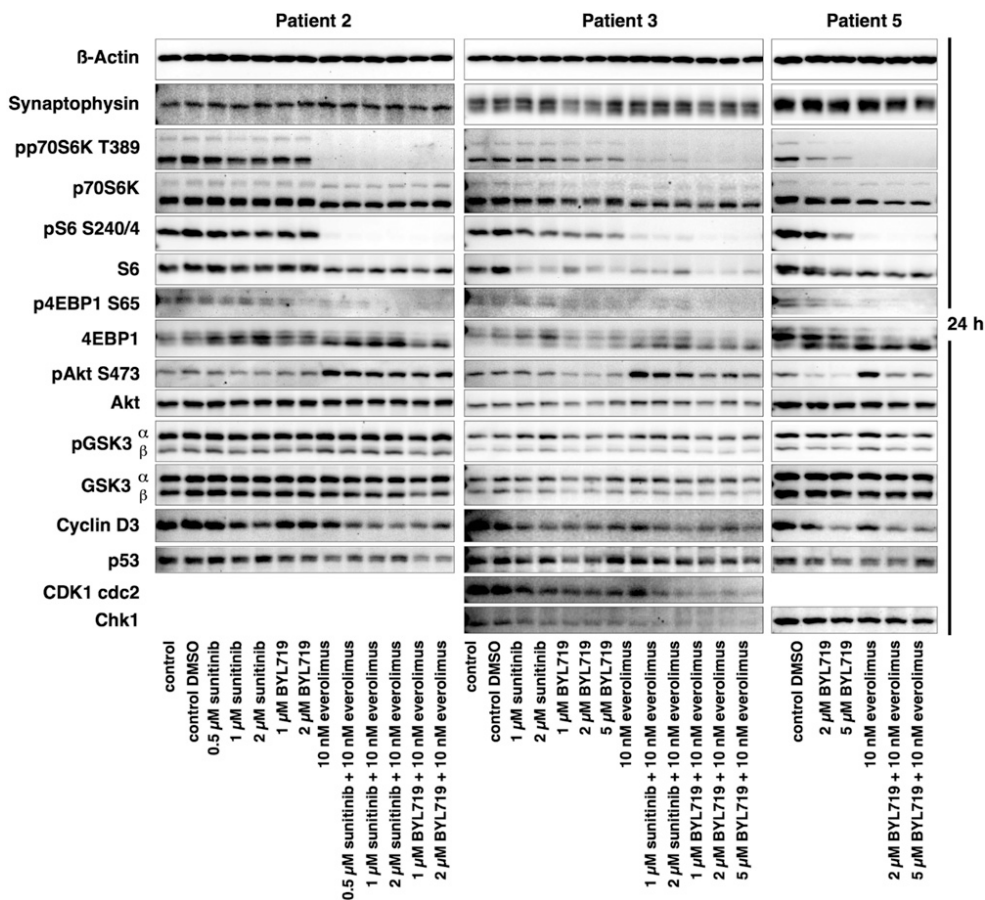 Patient 2 Patient 3 Patient 5
ß-Actin
Synaptophysin
pp70S6K T389
p70S6K
pS6 S240/4
S6
p4EBP1 S65
24 h
4EBP1
pAkt S473
Akt
pGSK3 α
β
GSK3 α
β
Cyclin D3
p53
CDK1 cdc2
Chk1
control
control DMSO
0.5 µM sunitinib
1 µM sunitinib
2 µM sunitinib
1 µM BYL719
2 µM BYL719
10 nM everolimus
0.5 µM sunitinib + 10 nM everolimus
1 µM sunitinib + 10 nM everolimus
2 µM sunitinib + 10 nM everolimus
1 µM BYL719 + 10 nM everolimus
2 µM BYL719 + 10 nM everolimus
control
control DMSO
1 µM sunitinib
2 µM sunitinib
1 µM BYL719
2 µM BYL719
5 µM BYL719
10 nM everolimus
1 µM sunitinib + 10 nM everolimus
2 µM sunitinib + 10 nM everolimus
1 µM BYL719 + 10 nM everolimus
2 µM BYL719 + 10 nM everolimus
5 µM BYL719 + 10 nM everolimus
control DMSO
2 µM BYL719
5 µM BYL719
10 nM everolimus
2 µM BYL719 + 10 nM everolimus
5 µM BYL719 + 10 nM everolimus